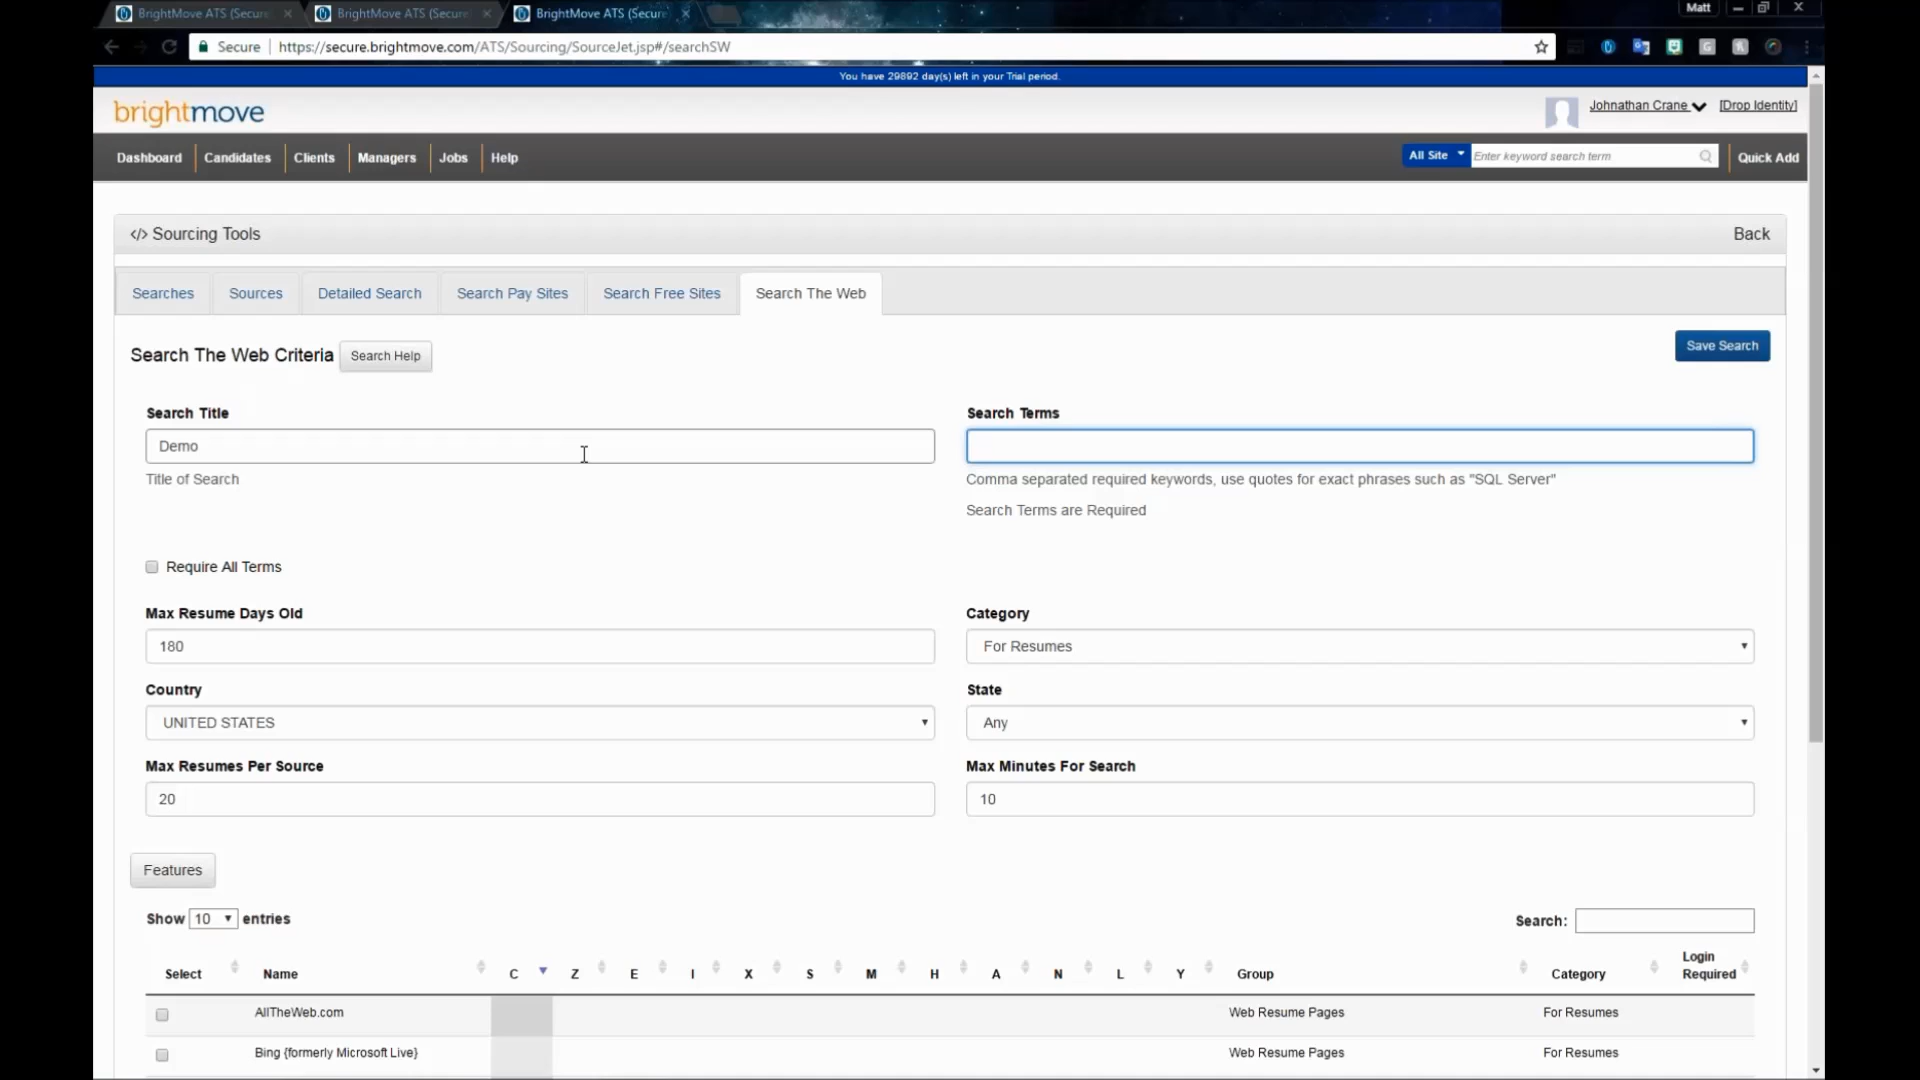 BrightMove ATS (Secure BrightMove ATS (Secure BrightMove ATS (Secure Matt
Secure https://secure.brightmove.com/ATS/Sourcing/SourceJet.jsp#/searchSW
You have 29892 day(s) left in your Trial period.
brightmove Johnathan Crane [Drop Identity]
Dashboard Candidates Clients Managers Jobs Help All Site Enter keyword search term Quick Add
</> Sourcing Tools Back
Searches Sources Detailed Search Search Pay Sites Search Free Sites Search The Web
Search The Web Criteria Search Help Save Search
Search Title Search Terms
Demo
Title of Search Comma separated required keywords, use quotes for exact phrases such as "SQL Server"
Search Terms are Required
Require All Terms
Max Resume Days Old Category
180 For Resumes
Country State
UNITED STATES Any
Max Resumes Per Source Max Minutes For Search
20 10
Features
Show 10 entries Search:
Select Name C Z E I X S M H A N L Y Group Category Login Required
AllTheWeb.com Web Resume Pages For Resumes
Bing {formerly Microsoft Live} Web Resume Pages For Resumes